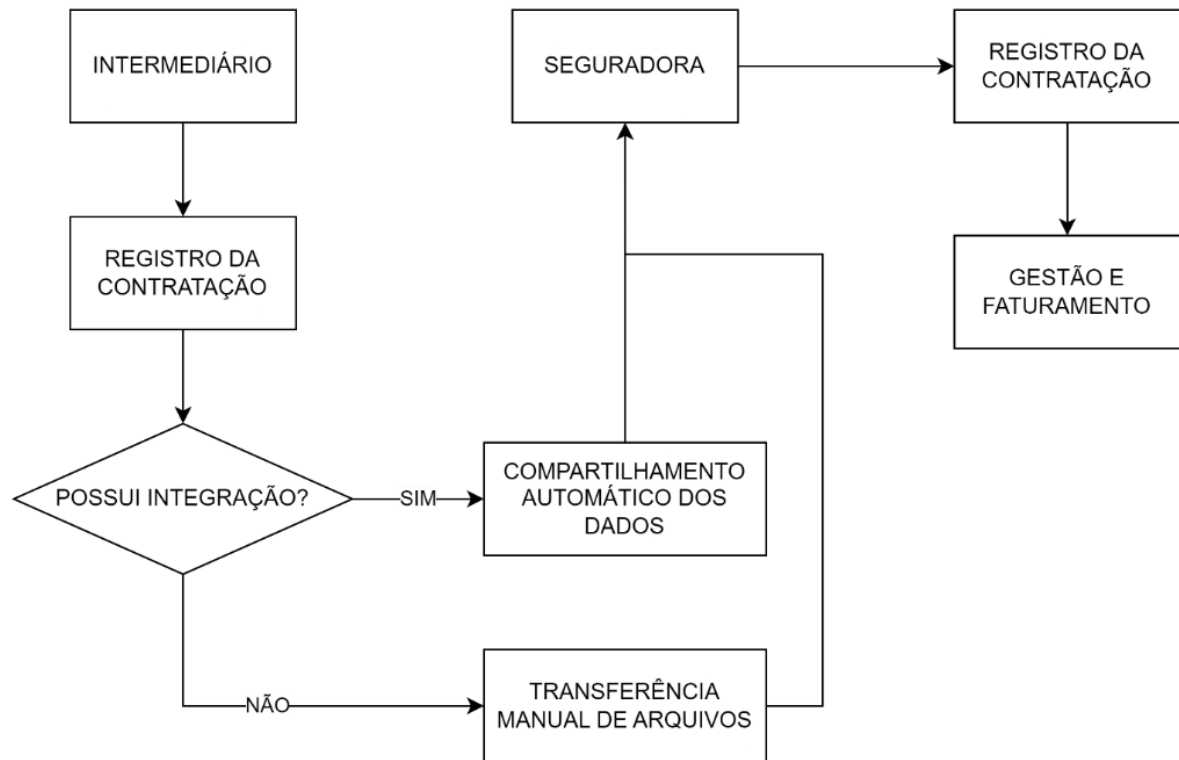 INTERMEDIÁRIO
SEGURADORA
REGISTRO DA
CONTRATAÇÃO
REGISTRO DA
CONTRATAÇÃO
GESTÃO E
FATURAMENTO
POSSUI INTEGRAÇÃO?
SIM
COMPARTILHAMENTO
AUTOMÁTICO DOS
DADOS
NÃO
TRANSFERÊNCIA
MANUAL DE ARQUIVOS